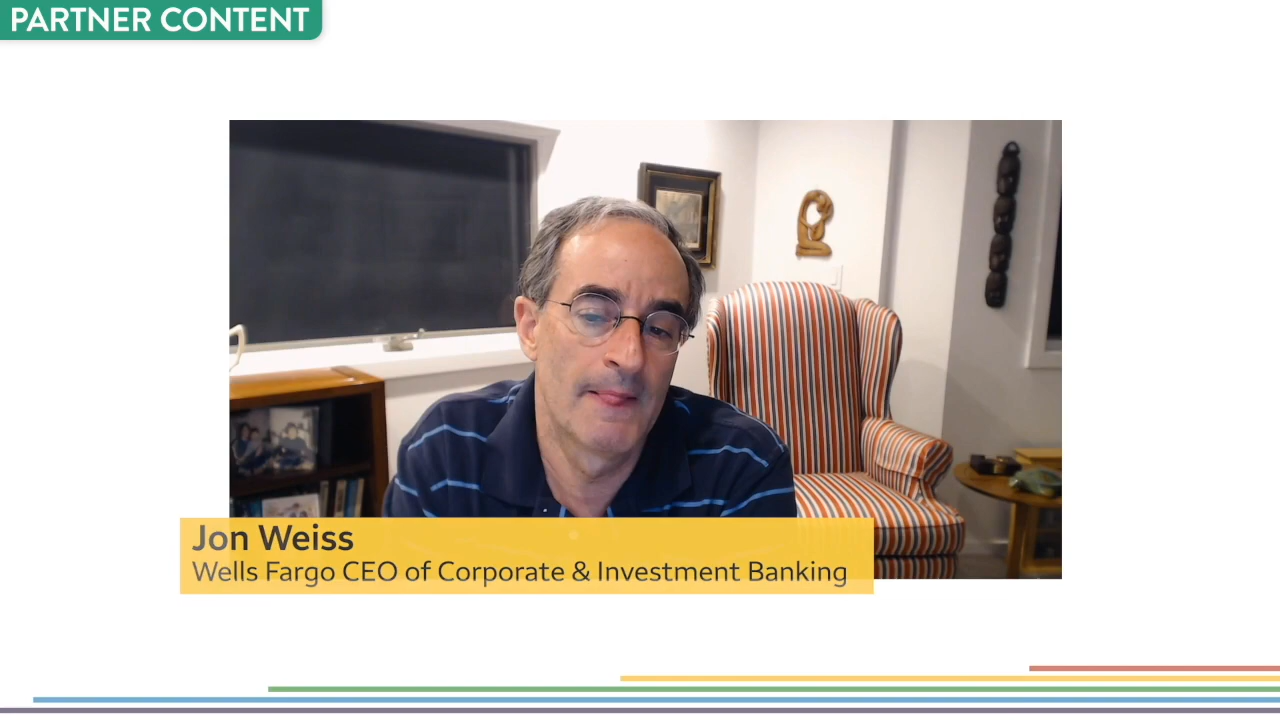 PARTNER CONTENT
Jon Weiss
Wells Fargo CEO of Corporate & Investment Banking